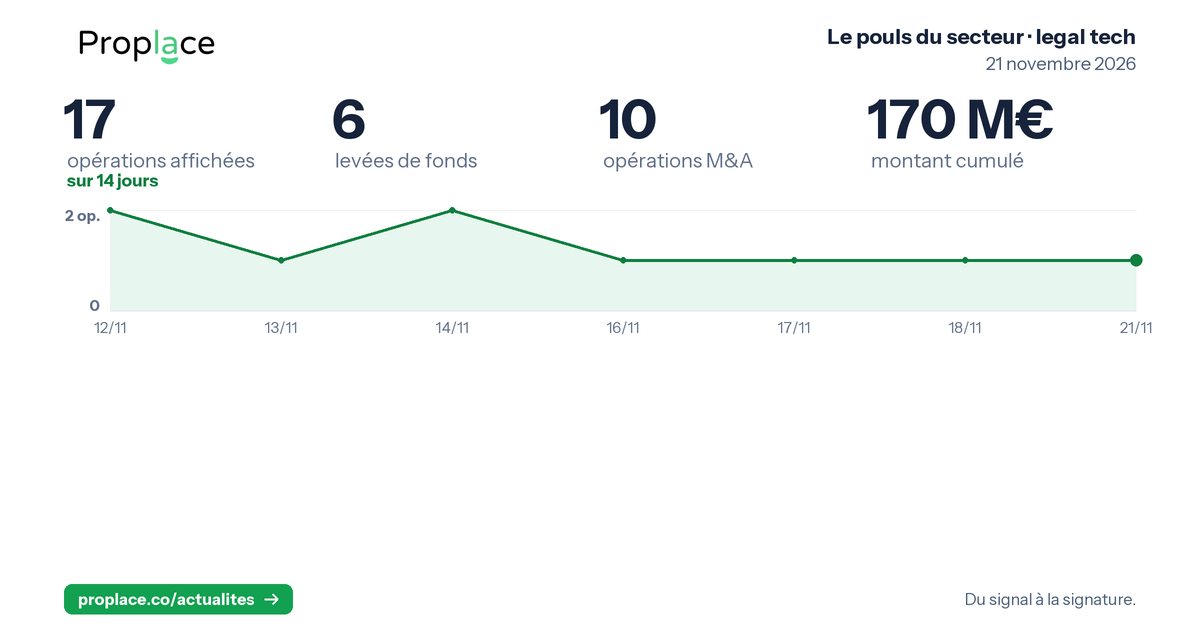 Proplace
Le pouls du secteur · legal tech
21 novembre 2026
17
opérations affichées
sur 14 jours
6
levées de fonds
10
opérations M&A
170 M€
montant cumulé
2 op.
0
12/11
13/11
14/11
16/11
17/11
18/11
21/11
proplace.co/actualites →
Du signal à la signature.